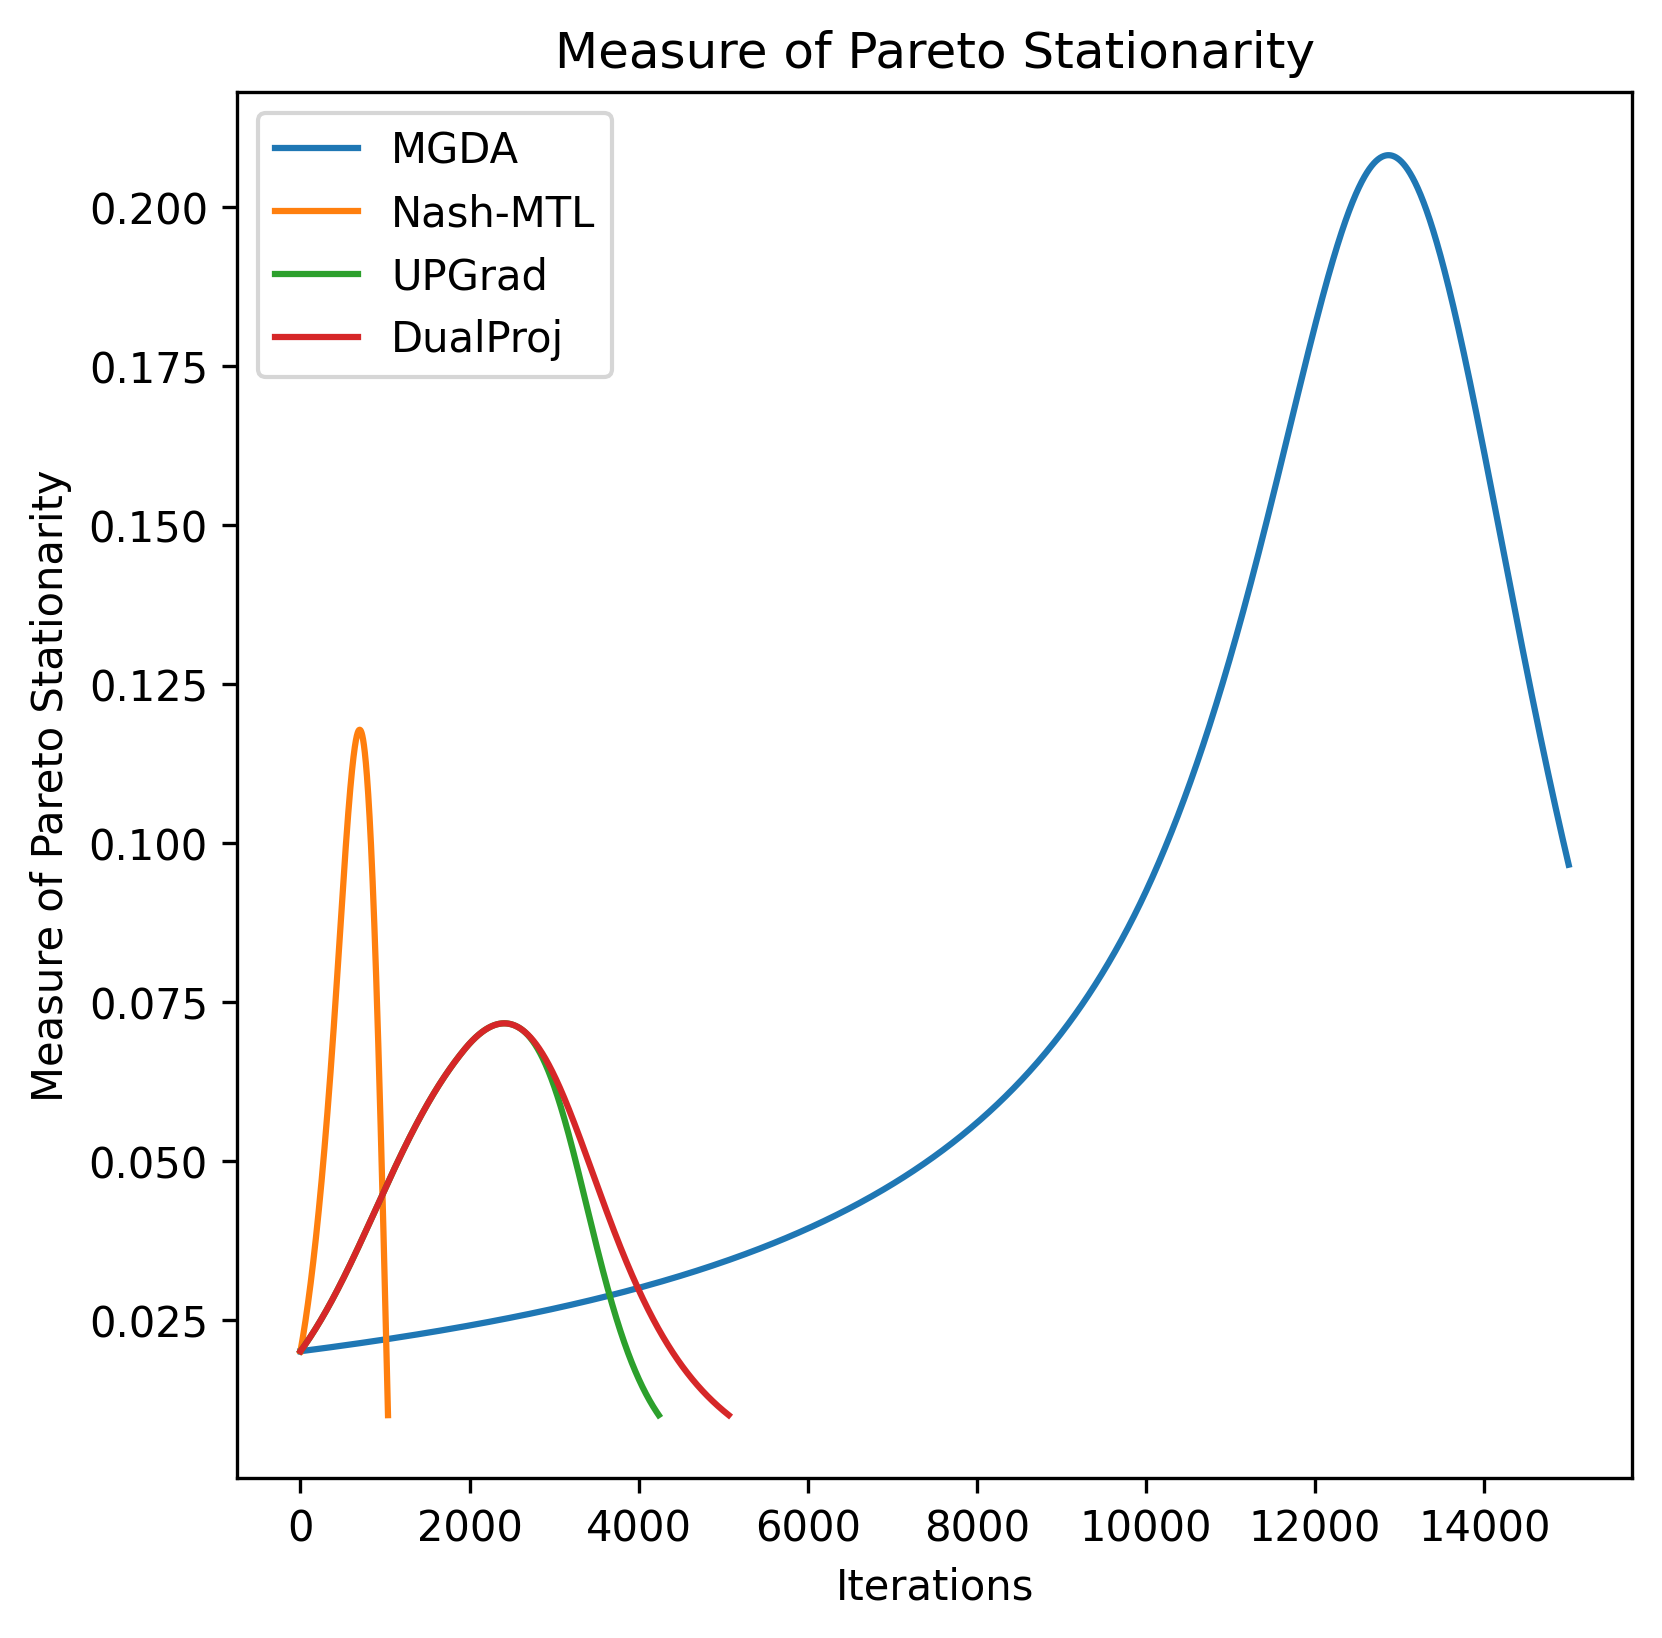 Measure of Pareto Stationarity
MGDA
Nash-MTL
UPGrad
DualProj
Measure of Pareto Stationarity
0.200
0.175
0.150
0.125
0.100
0.075
0.050
0.025
0 2000 4000 6000 8000 10000 12000 14000
Iterations